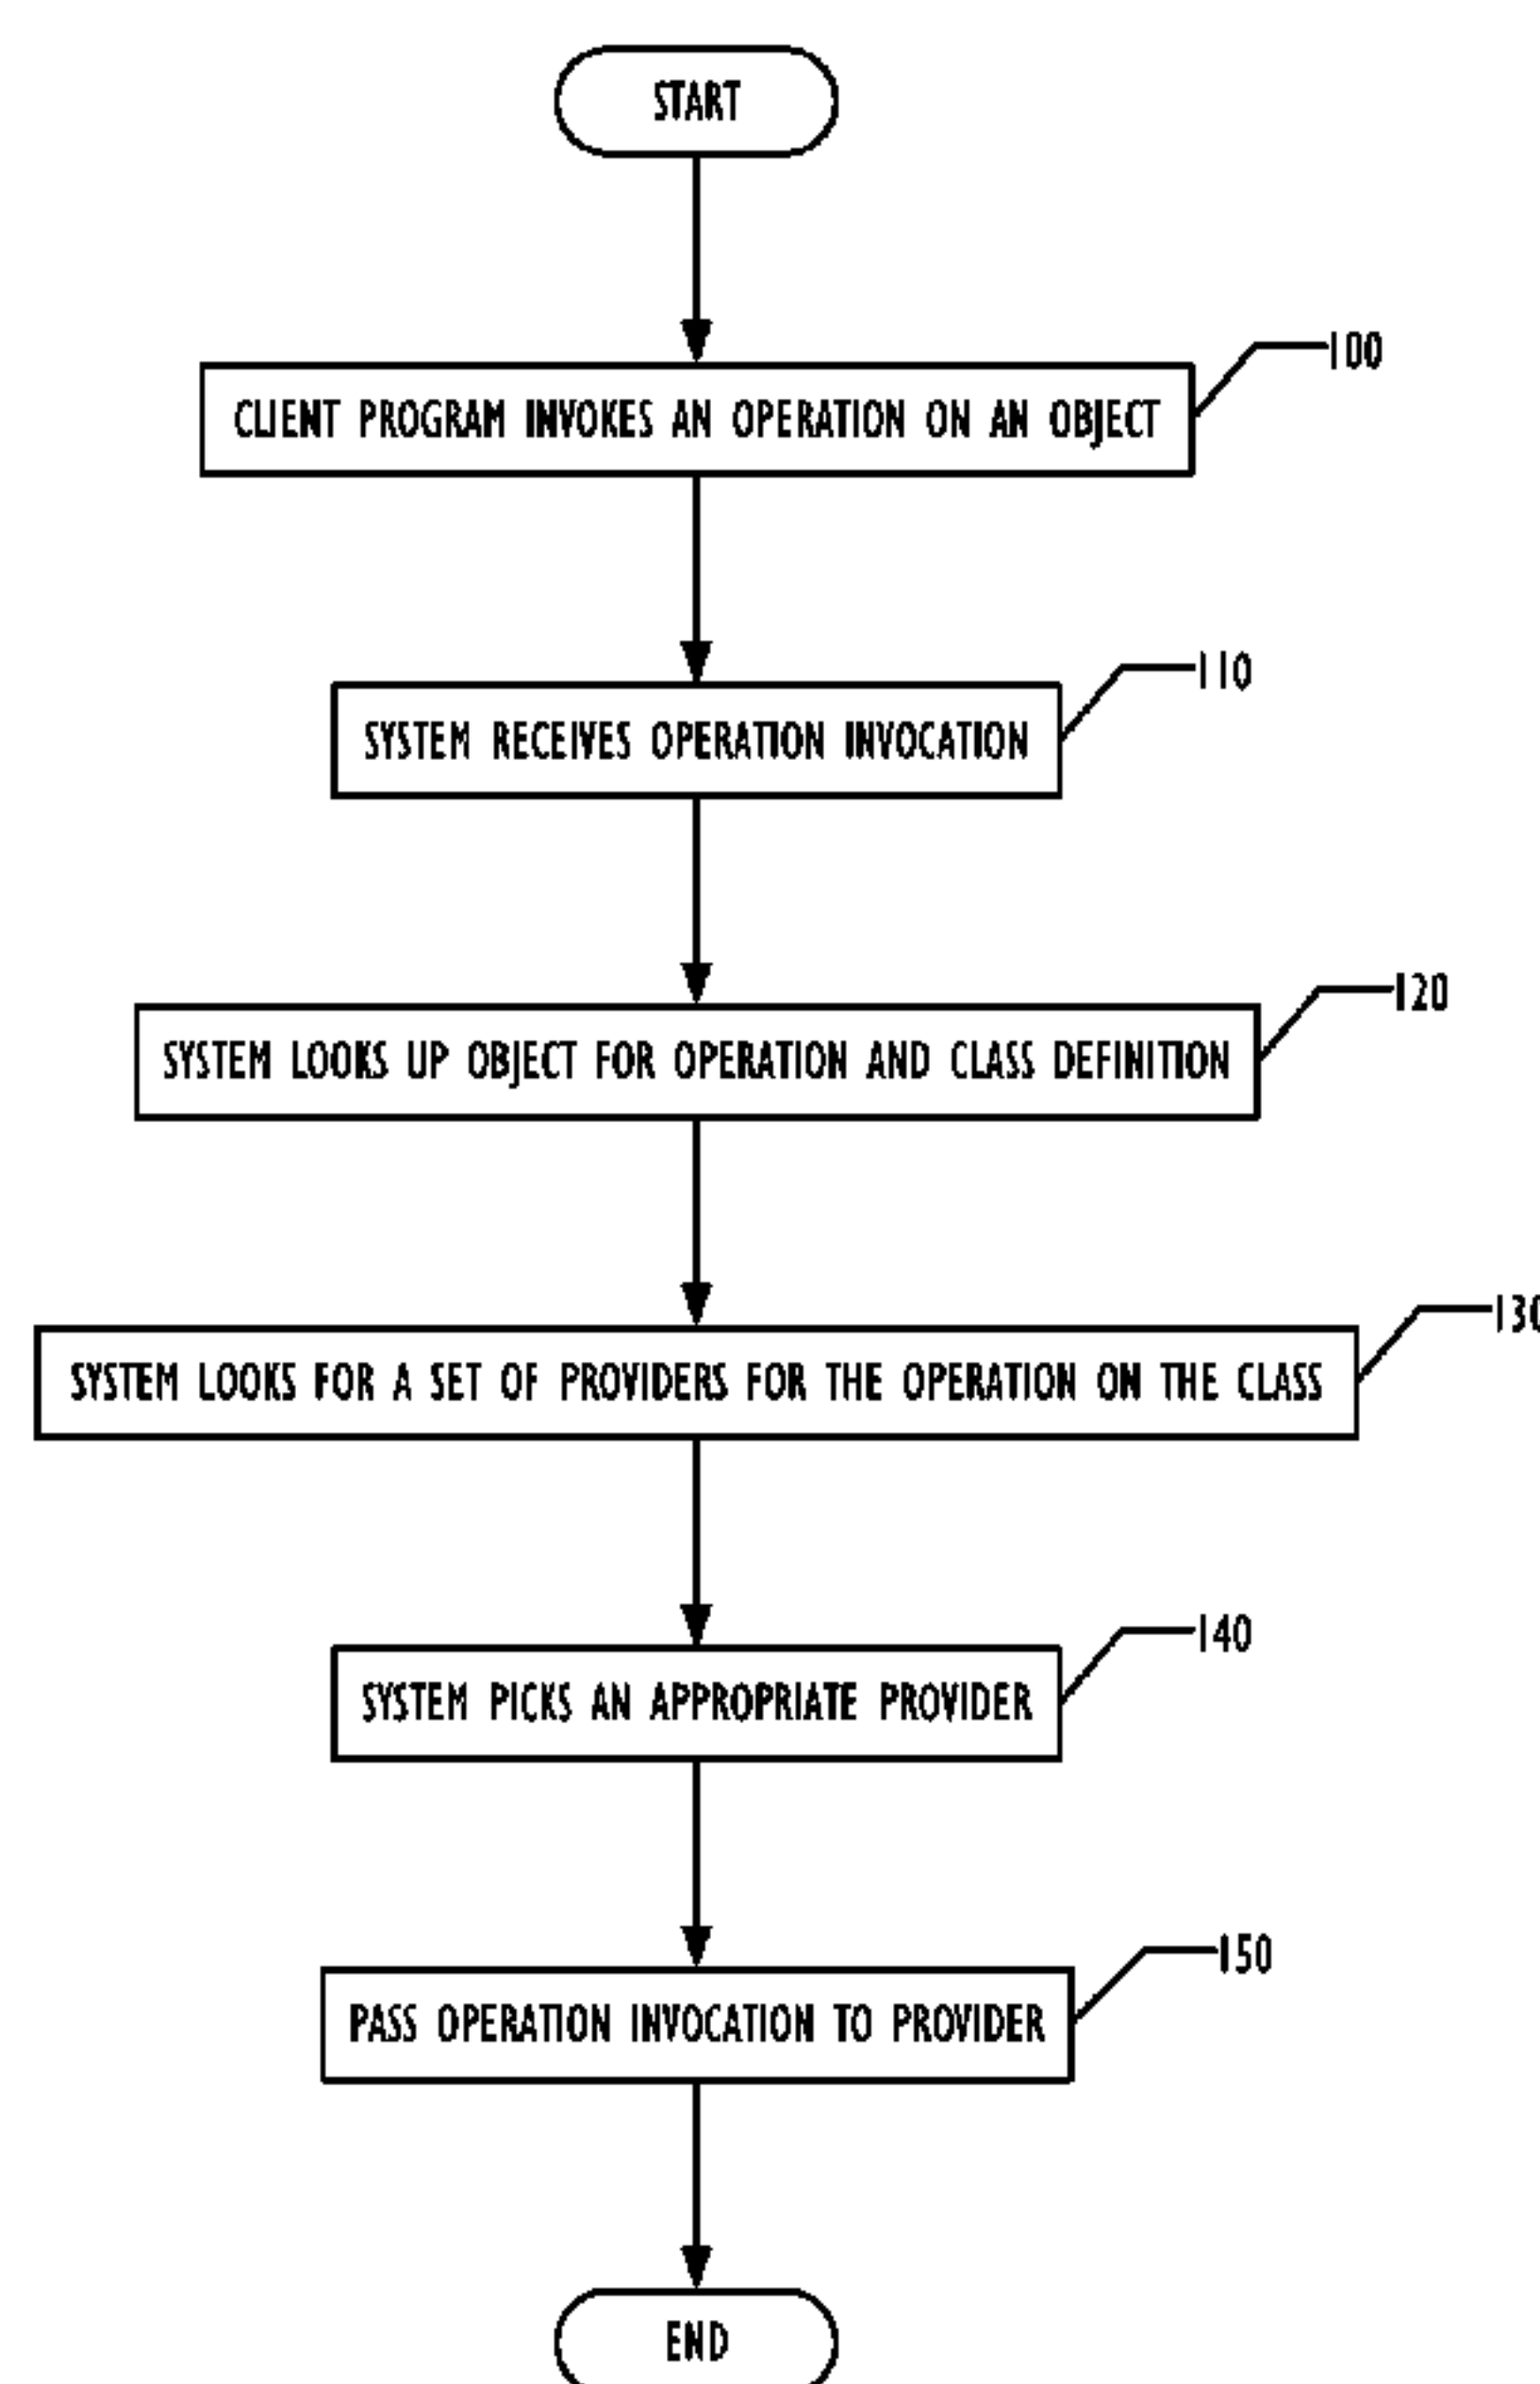 START
100
CLIENT PROGRAM INVOKES AN OPERATION ON AN OBJECT
110
SYSTEM RECEIVES OPERATION INVOCATION
120
SYSTEM LOOKS UP OBJECT FOR OPERATION AND CLASS DEFINITION
130
SYSTEM LOOKS FOR A SET OF PROVIDERS FOR THE OPERATION ON THE CLASS
140
SYSTEM PICKS AN APPROPRIATE PROVIDER
150
PASS OPERATION INVOCATION TO PROVIDER
END